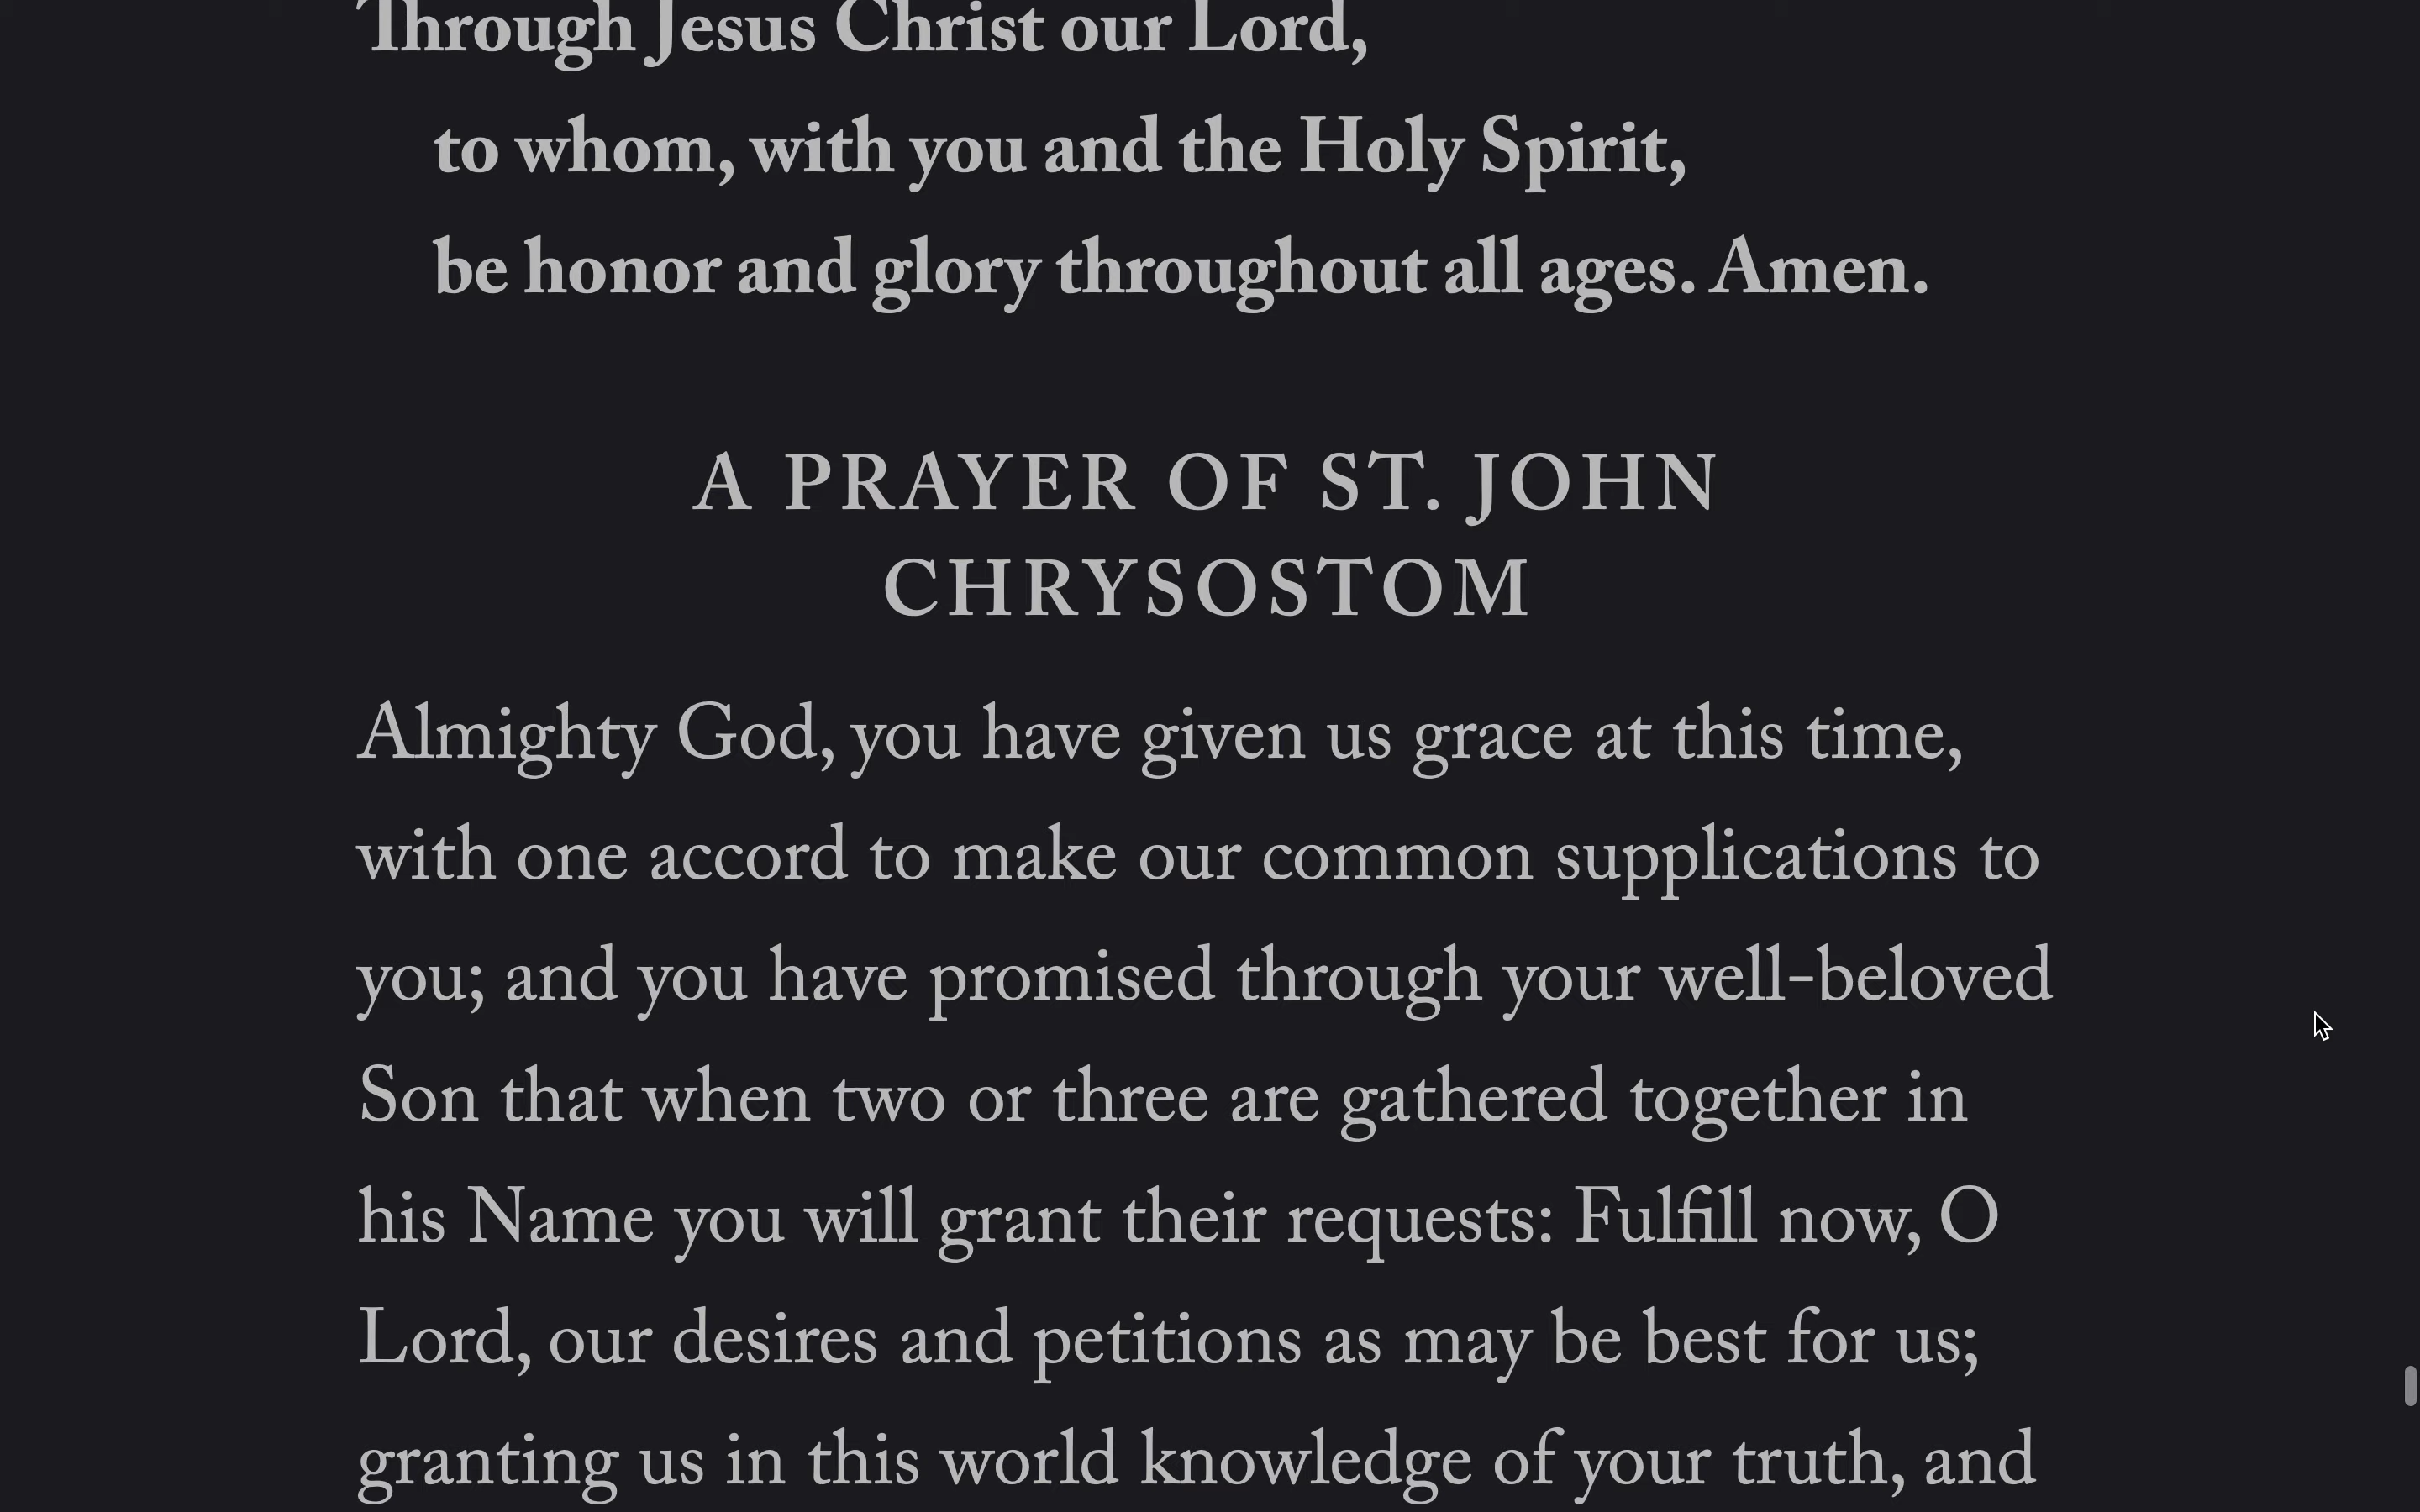 Through Jesus Christ our Lord,
to whom, with you and the Holy Spirit,
be honor and glory throughout all ages. Amen.
A PRAYER OF ST. JOHN
CHRYSOSTOM
Almighty God, you have given us grace at this time,
with one accord to make our common supplications to
you; and you have promised through your well-beloved
Son that when two or three are gathered together in
his Name you will grant their requests: Fulfill now, O
Lord, our desires and petitions as may be best for us;
granting us in this world knowledge of your truth, and